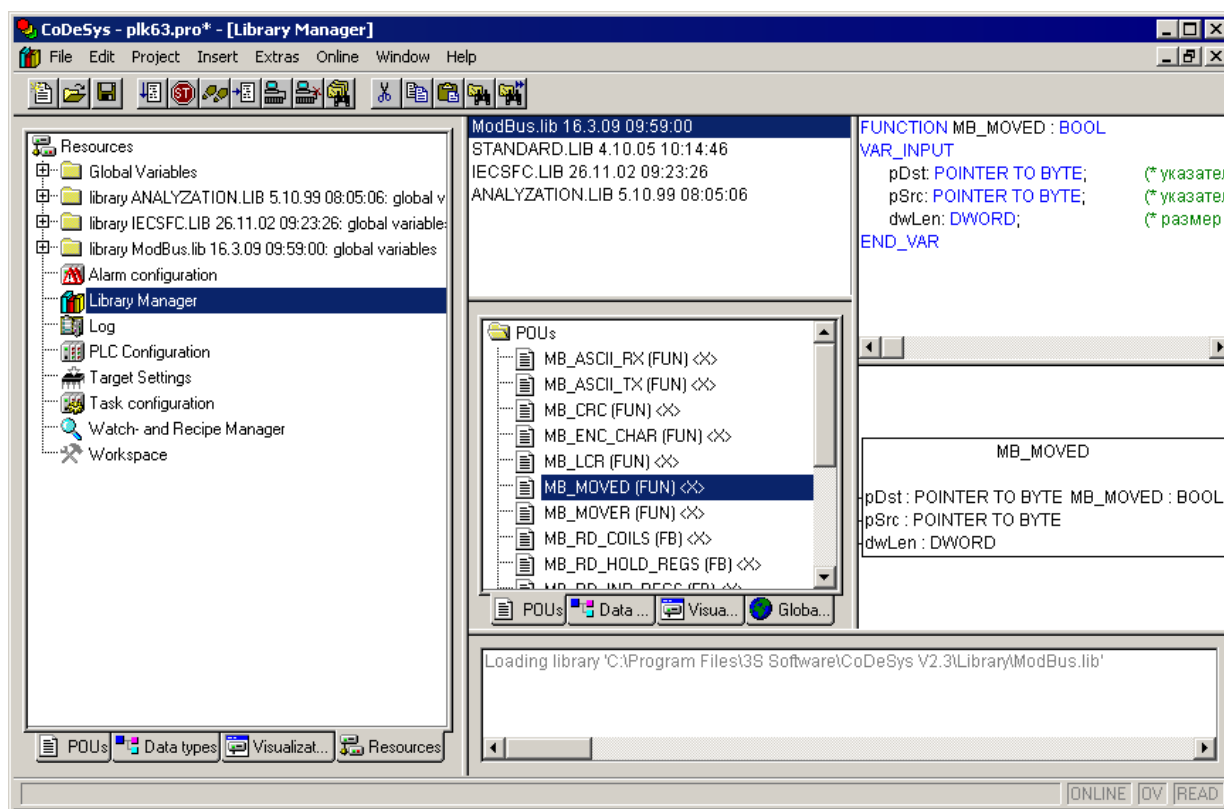 CoDeSys - plk63.pro* - [Library Manager]
File Edit Project Insert Extras Online Window Help
Resources
Global Variables
library ANALYZATION.LIB 5.10.99 08:05:06: global v
library IECSFC.LIB 26.11.02 09:23:26: global variable
library ModBus.lib 16.3.09 09:59:00: global variables
Alarm configuration
Library Manager
Log
PLC Configuration
Target Settings
Task configuration
Watch- and Recipe Manager
Workspace
POUs Data types Visualizat... Resources
ModBus.lib 16.3.09 09:59:00
STANDARD.LIB 4.10.05 10:14:46
IECSFC.LIB 26.11.02 09:23:26
ANALYZATION.LIB 5.10.99 08:05:06
POUs
MB_ASCII_RX (FUN) <X>
MB_ASCII_TX (FUN) <X>
MB_CRC (FUN) <X>
MB_ENC_CHAR (FUN) <X>
MB_LCR (FUN) <X>
MB_MOVED (FUN) <X>
MB_MOVER (FUN) <X>
MB_RD_COILS (FB) <X>
MB_RD_HOLD_REGS (FB) <X>
MB_RD_INP_REGS (FB) <X>
POUs Data ... Visua... Globa...
FUNCTION MB_MOVED : BOOL
VAR_INPUT
pDst: POINTER TO BYTE; (* указател
pSrc: POINTER TO BYTE; (* указател
dwLen: DWORD; (* размер
END_VAR
MB_MOVED
pDst : POINTER TO BYTE MB_MOVED : BOOL
pSrc : POINTER TO BYTE
dwLen : DWORD
Loading library 'C:\Program Files\3S Software\CoDeSys V2.3\Library\ModBus.lib'
ONLINE OV READ